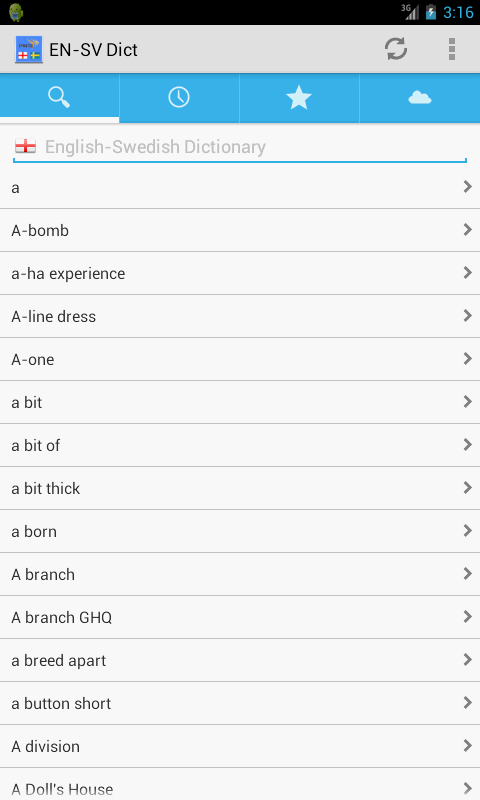 3G
3:16
EN-SV Dict
English-Swedish Dictionary
a
A-bomb
a-ha experience
A-line dress
A-one
a bit
a bit of
a bit thick
a born
A branch
A branch GHQ
a breed apart
a button short
A division
A Doll's House